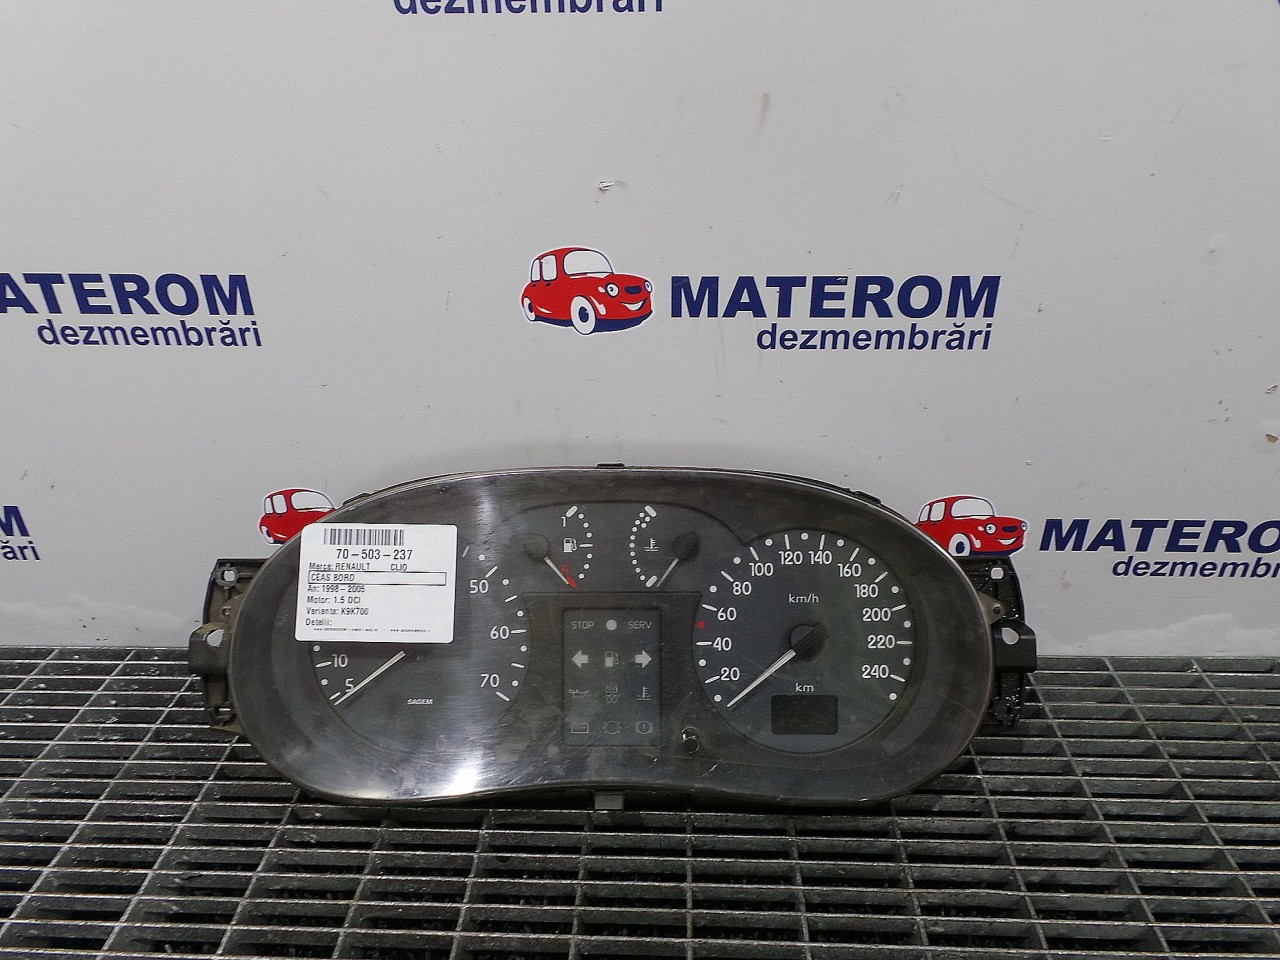 dezmembrări
MATEROM
dezmembrări
MATEROM
dezmembrări
MATEROM
dezmembrări
70-503-237
Marca: RENAULT CLIO
CEAS BORD
An: 1998-2005
Motor: 1.5 DCI
Varianta: K9K700
Detalii:
5
10
50
60
70
SAGEM
1
STOP
SERV
20
40
60
80
100
120
140
160
180
200
220
240
km/h
km